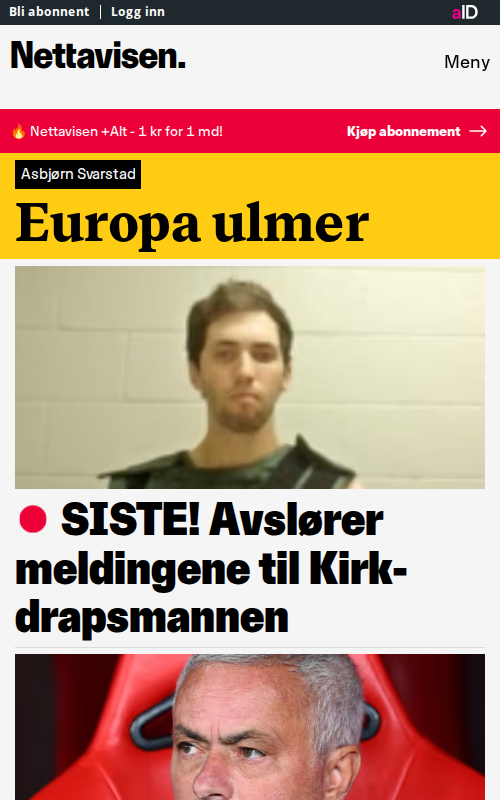 Bli abonnent | Logg inn
aID
Nettavisen.
Meny
🔥 Nettavisen +Alt - 1 kr for 1 md!
Kjøp abonnement →
Asbjørn Svarstad
Europa ulmer
SISTE! Avslører
meldingene til Kirk-
drapsmannen